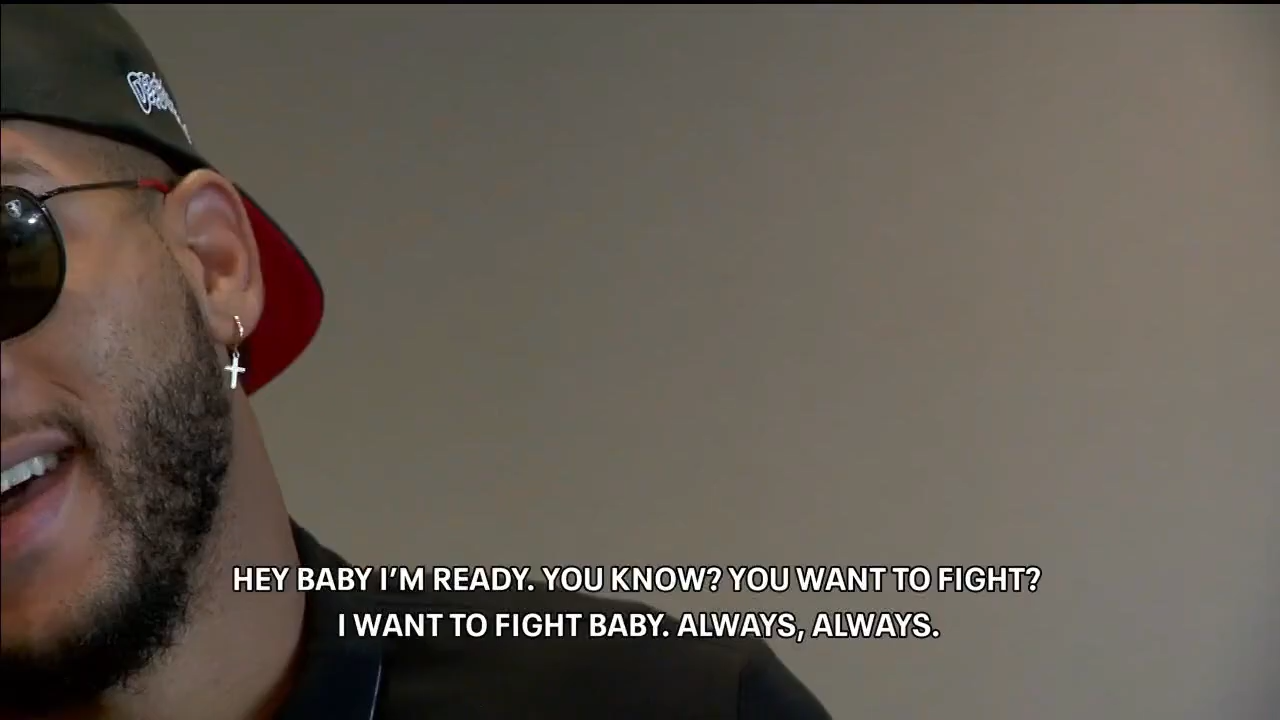 HEY BABY I'M READY. YOU KNOW? YOU WANT TO FIGHT?
I WANT TO FIGHT BABY. ALWAYS, ALWAYS.